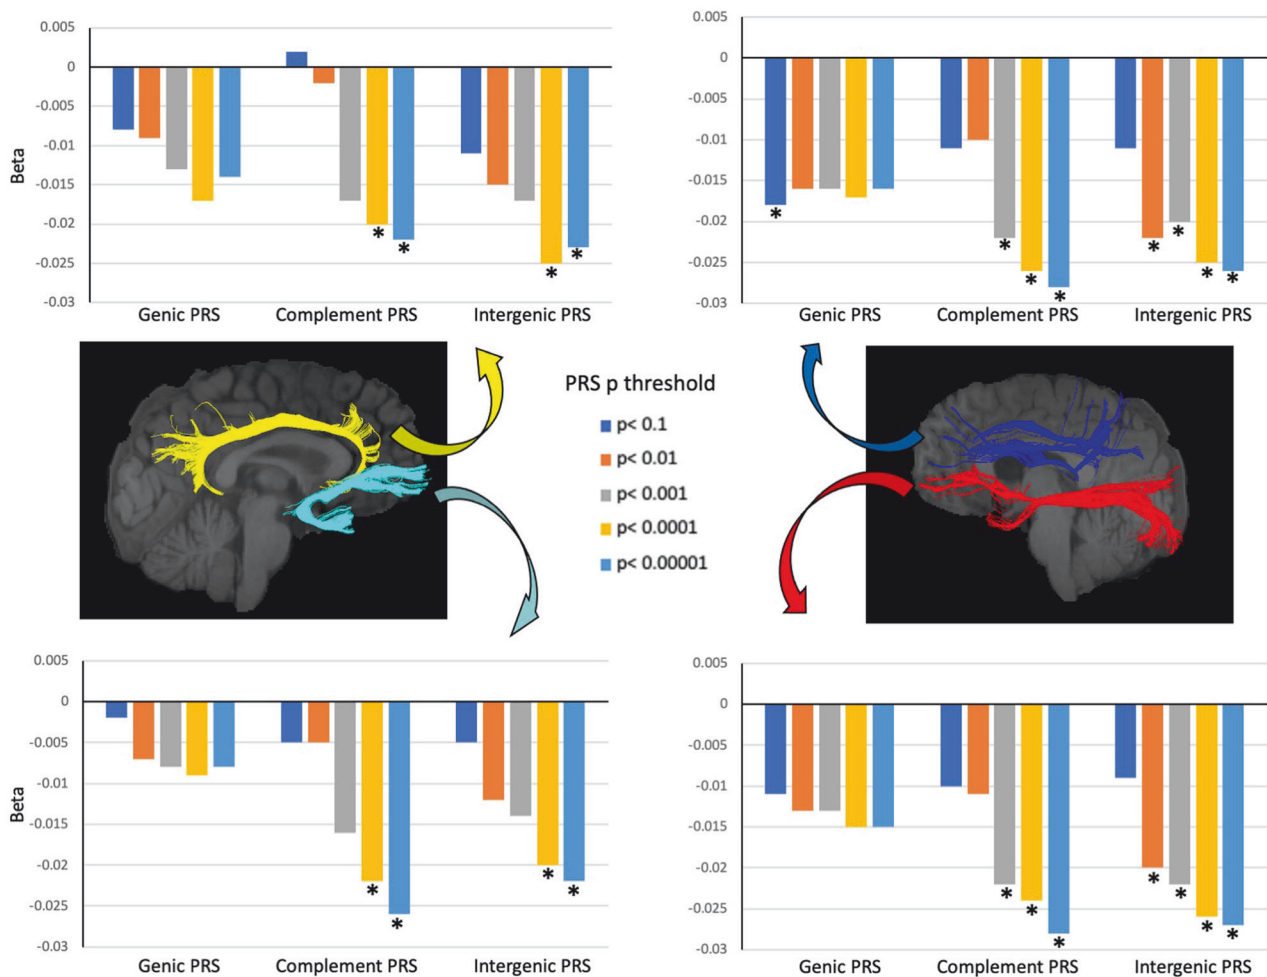 0.005
0
-0.005
-0.01
-0.015
-0.02
-0.025
-0.03
Beta
* * * *
Genic PRS Complement PRS Intergenic PRS
0.005
0
-0.005
-0.01
-0.015
-0.02
-0.025
-0.03
* * * * * * * *
Genic PRS Complement PRS Intergenic PRS
PRS p threshold
p< 0.1
p< 0.01
p< 0.001
p< 0.0001
p< 0.00001
0.005
0
-0.005
-0.01
-0.015
-0.02
-0.025
-0.03
Beta
* * * *
Genic PRS Complement PRS Intergenic PRS
0.005
0
-0.005
-0.01
-0.015
-0.02
-0.025
-0.03
* * * * * * *
Genic PRS Complement PRS Intergenic PRS